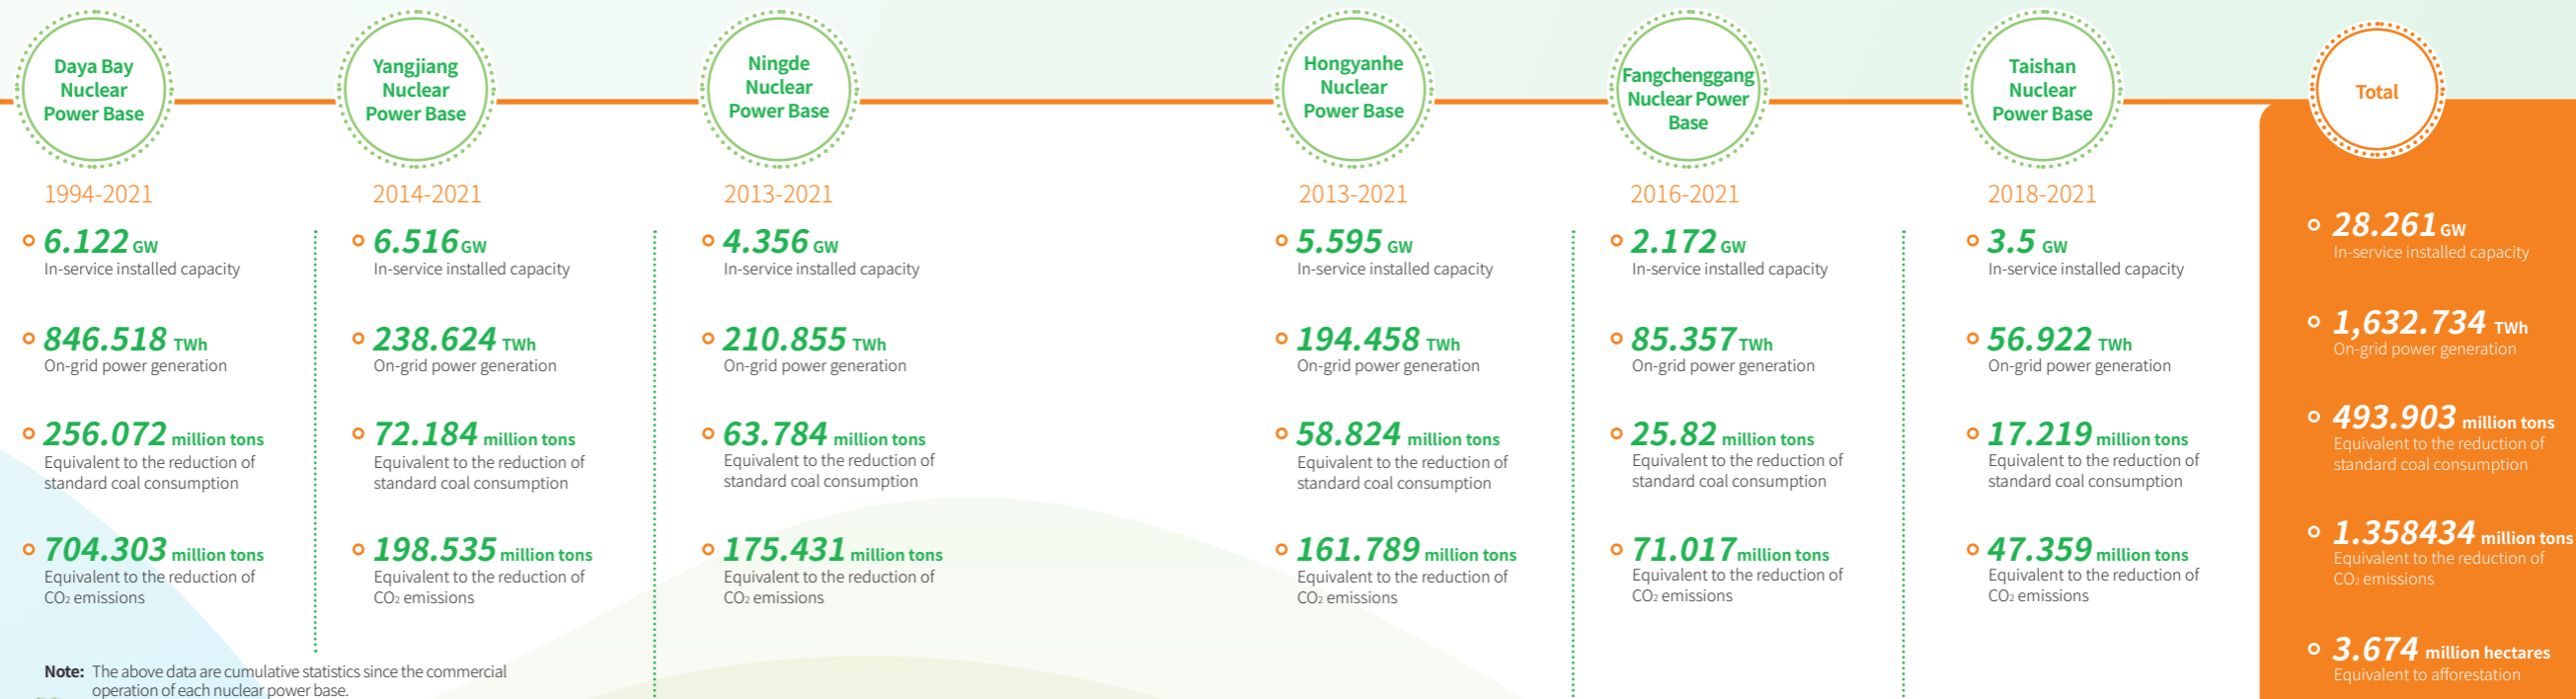 Daya Bay
Nuclear
Power Base
1994-2021
6.122 GW
In-service installed capacity
846.518 TWh
On-grid power generation
256.072 million tons
Equivalent to the reduction of
standard coal consumption
704.303 million tons
Equivalent to the reduction of
CO₂ emissions
Yangjiang
Nuclear
Power Base
2014-2021
6.516 GW
In-service installed capacity
238.624 TWh
On-grid power generation
72.184 million tons
Equivalent to the reduction of
standard coal consumption
198.535 million tons
Equivalent to the reduction of
CO₂ emissions
Ningde
Nuclear
Power Base
2013-2021
4.356 GW
In-service installed capacity
210.855 TWh
On-grid power generation
63.784 million tons
Equivalent to the reduction of
standard coal consumption
175.431 million tons
Equivalent to the reduction of
CO₂ emissions
Hongyanhe
Nuclear
Power Base
2013-2021
5.595 GW
In-service installed capacity
194.458 TWh
On-grid power generation
58.824 million tons
Equivalent to the reduction of
standard coal consumption
161.789 million tons
Equivalent to the reduction of
CO₂ emissions
Fangchenggang
Nuclear Power
Base
2016-2021
2.172 GW
In-service installed capacity
85.357 TWh
On-grid power generation
25.82 million tons
Equivalent to the reduction of
standard coal consumption
71.017 million tons
Equivalent to the reduction of
CO₂ emissions
Taishan
Nuclear
Power Base
2018-2021
3.5 GW
In-service installed capacity
56.922 TWh
On-grid power generation
17.219 million tons
Equivalent to the reduction of
standard coal consumption
47.359 million tons
Equivalent to the reduction of
CO₂ emissions
Total
28.261 GW
In-service installed capacity
1,632.734 TWh
On-grid power generation
493.903 million tons
Equivalent to the reduction of
standard coal consumption
1.358434 million tons
Equivalent to the reduction of
CO₂ emissions
3.674 million hectares
Equivalent to afforestation
Note: The above data are cumulative statistics since the commercial
operation of each nuclear power base.